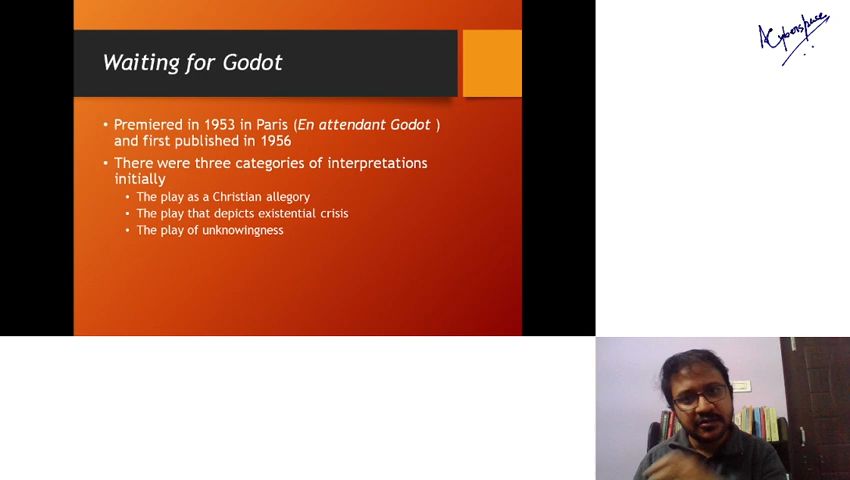 Waiting for Godot
• Premiered in 1953 in Paris (En attendant Godot )
and first published in 1956
• There were three categories of interpretations
initially
• The play as a Christian allegory
• The play that depicts existential crisis
• The play of unknowingness
Cyberspace